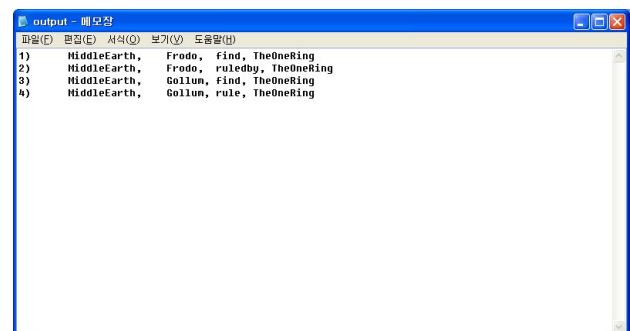 output - 메모장
파일(F) 편집(E) 서식(O) 보기(V) 도움말(H)
1) MiddleEarth, Frodo, find, TheOneRing
2) MiddleEarth, Frodo, ruledby, TheOneRing
3) MiddleEarth, Gollum, find, TheOneRing
4) MiddleEarth, Gollum, rule, TheOneRing